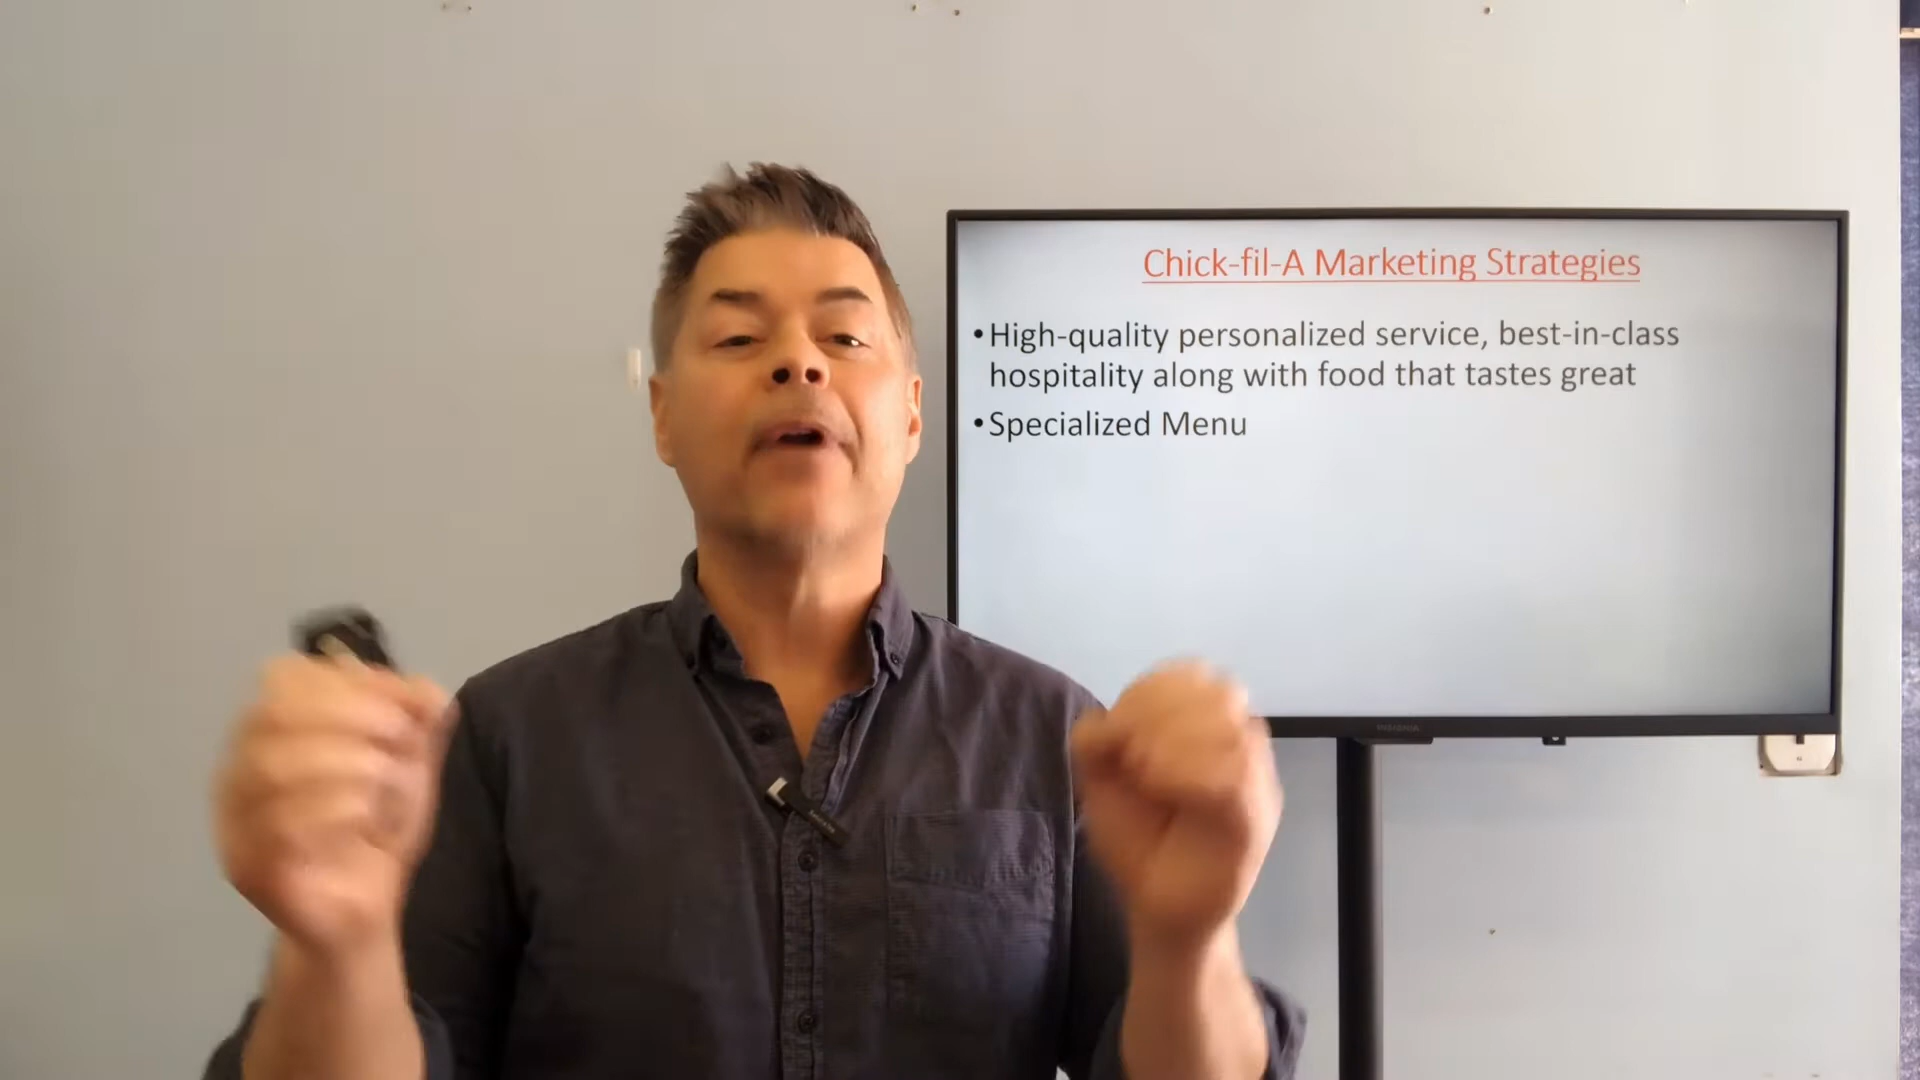 Chick-fil-A Marketing Strategies
•High-quality personalized service, best-in-class
hospitality along with food that tastes great
•Specialized Menu
INSIGNIA